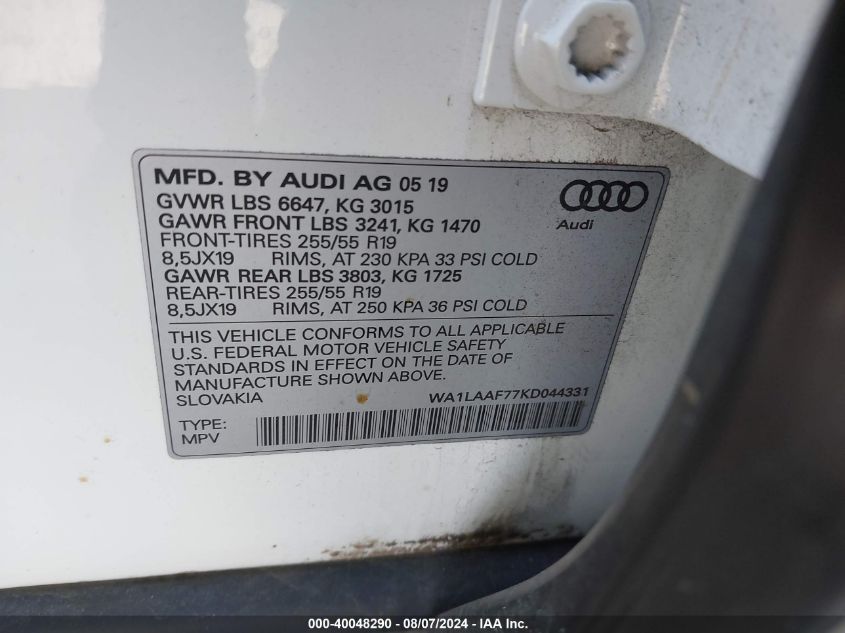 MFD. BY AUDI AG 05 19
GVWR LBS 6647, KG 3015
GAWR FRONT LBS 3241, KG 1470
FRONT-TIRES 255/55 R19
8,5JX19 RIMS, AT 230 KPA 33 PSI COLD
GAWR REAR LBS 3803, KG 1725
REAR-TIRES 255/55 R19
8,5JX19 RIMS, AT 250 KPA 36 PSI COLD
Audi
THIS VEHICLE CONFORMS TO ALL APPLICABLE
U.S. FEDERAL MOTOR VEHICLE SAFETY
STANDARDS IN EFFECT ON THE DATE OF
MANUFACTURE SHOWN ABOVE.
SLOVAKIA WA1LAAF77KD044331
TYPE:
MPV
000-40048290 - 08/07/2024 - IAAI.COM